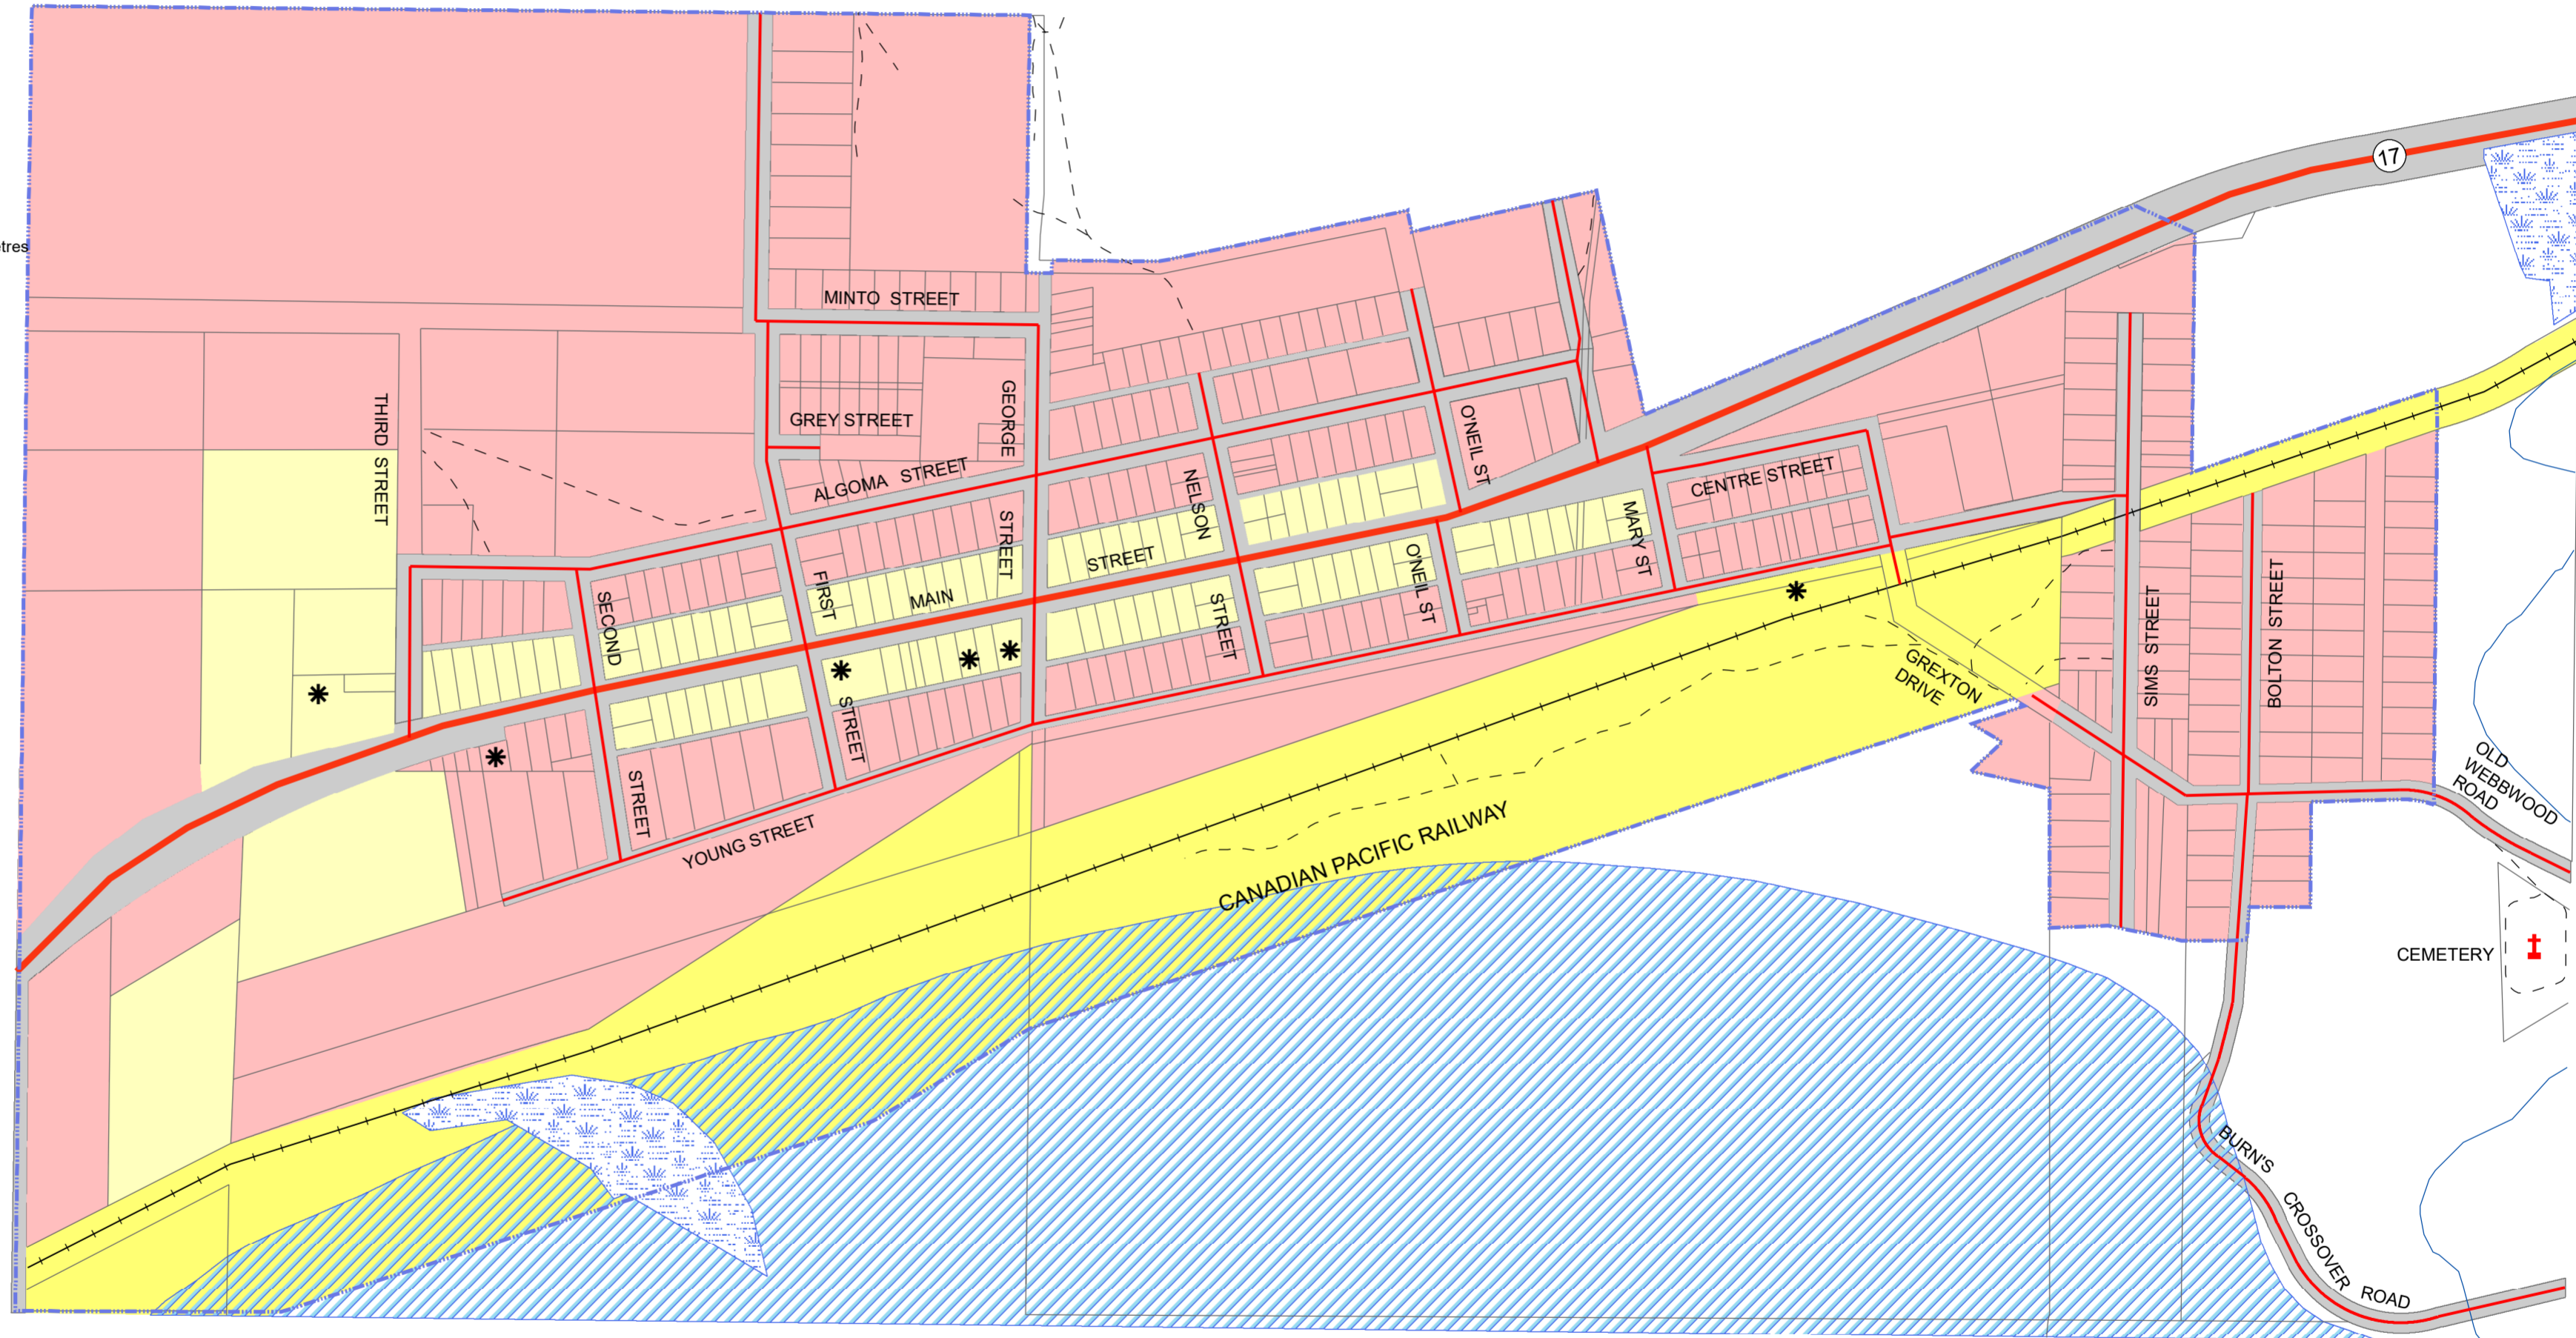 17
etres
MINTO STREET
THIRD STREET
GEORGE STREET
GREY STREET
ALGOMA STREET
O'NEIL ST
NELSON STREET
CENTRE STREET
MARY ST
STREET
MAIN
O'NEIL ST
FIRST STREET
SECOND STREET
SIMS STREET
BOLTON STREET
GREXTON
DRIVE
OLD
WEBBWOOD
ROAD
YOUNG STREET
CANADIAN PACIFIC RAILWAY
CEMETERY
BURN'S CROSSOVER ROAD